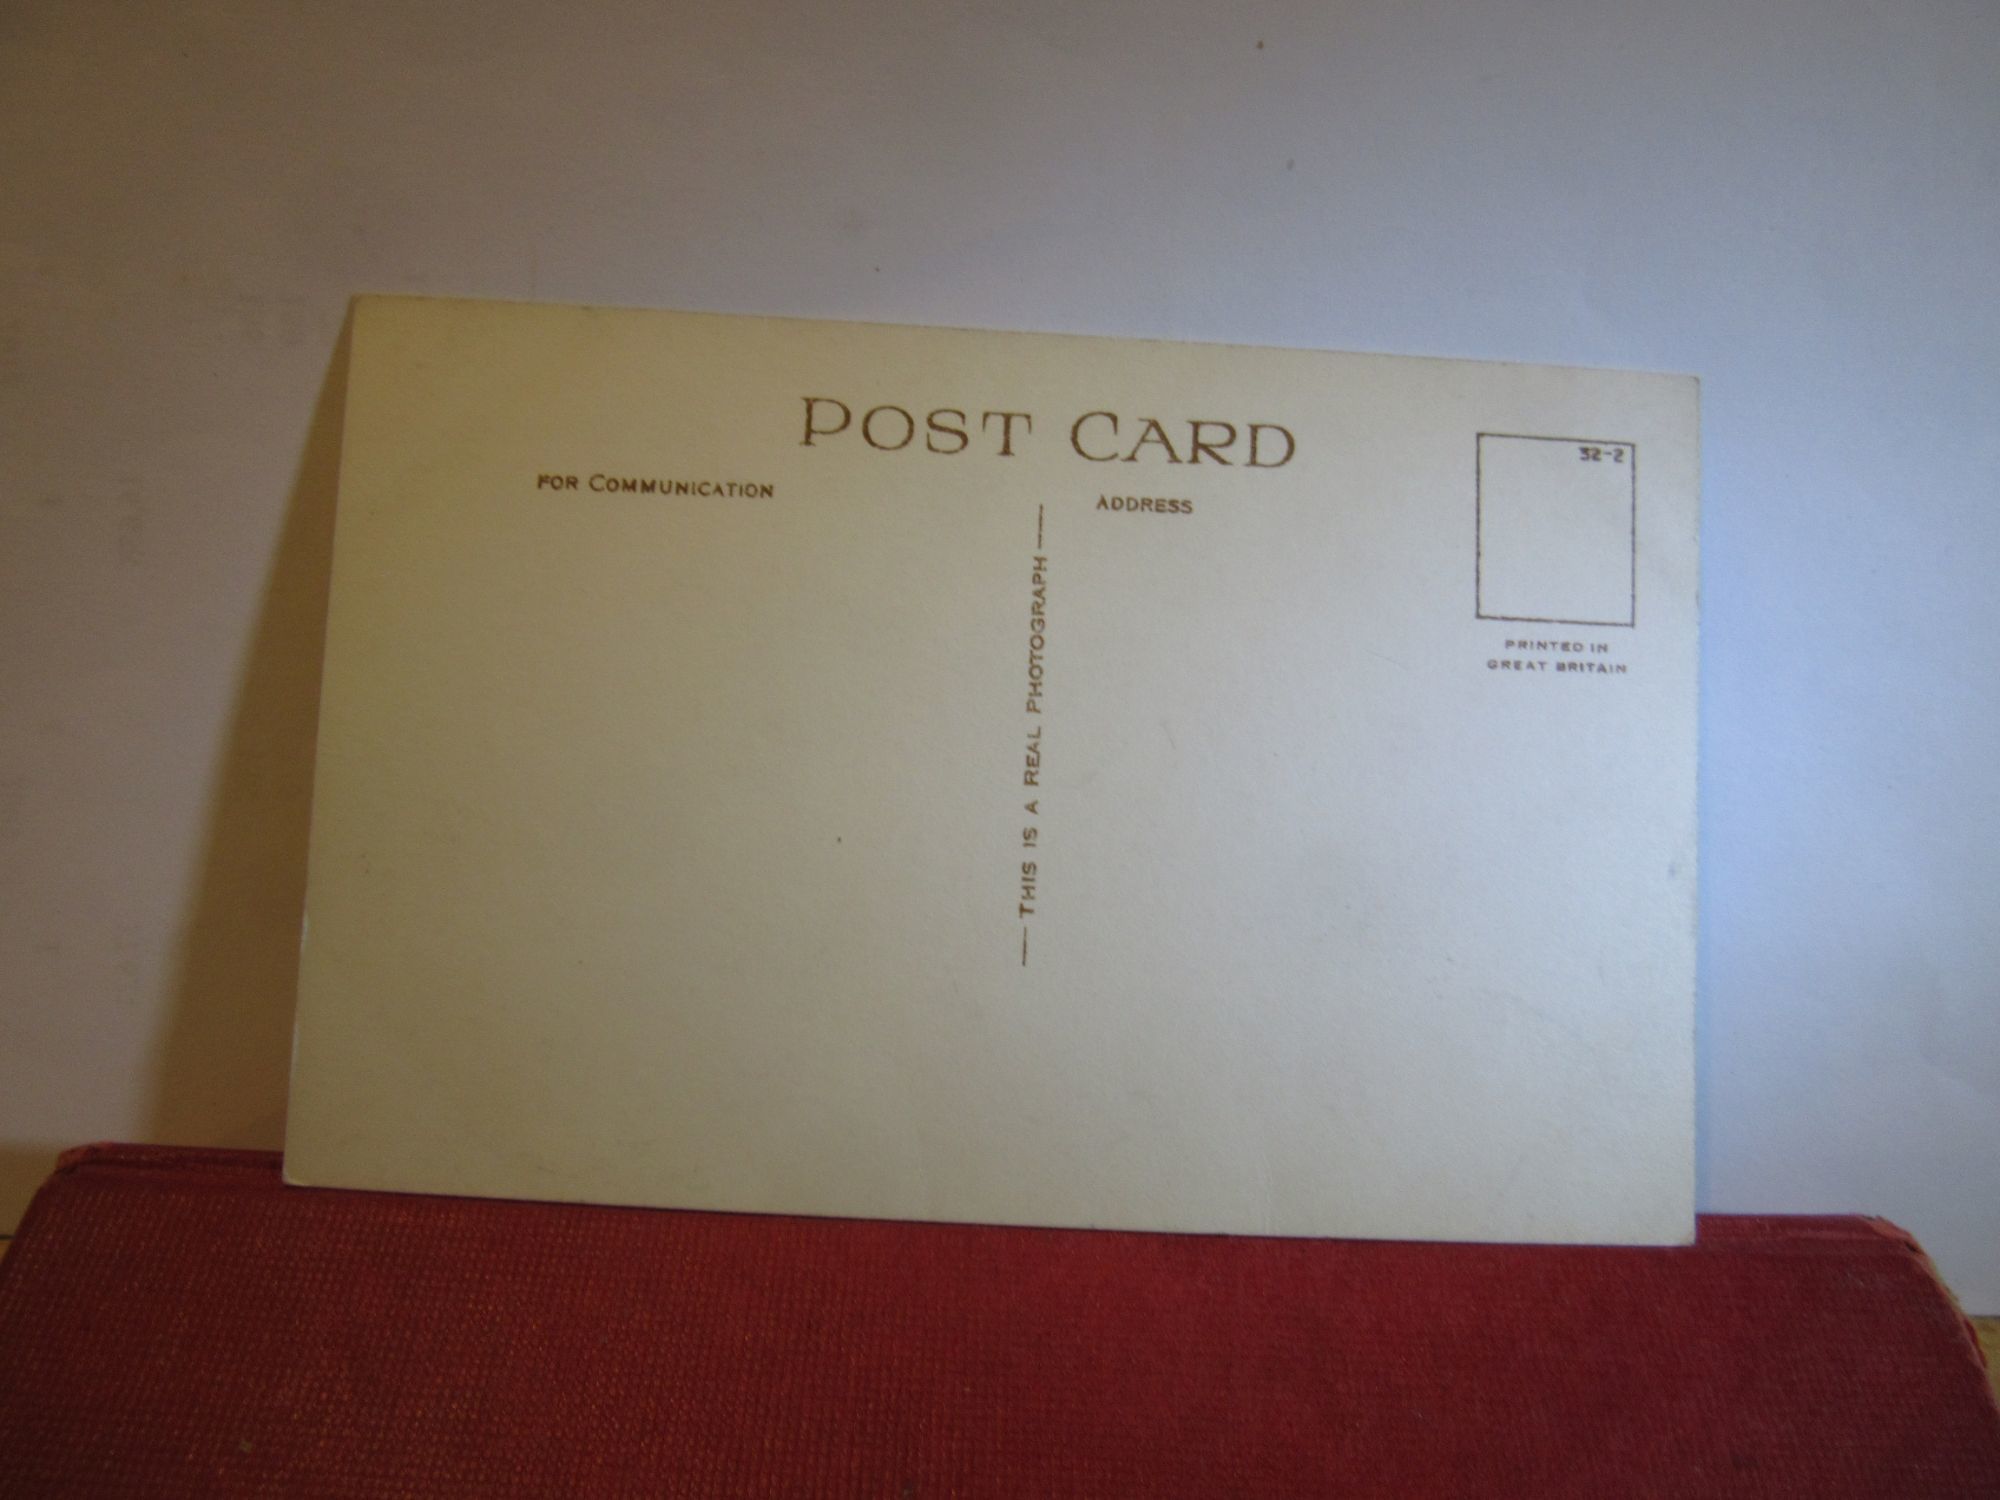 POST CARD
FOR COMMUNICATION
ADDRESS
32-2
PRINTED IN
GREAT BRITAIN
THIS IS A REAL PHOTOGRAPH